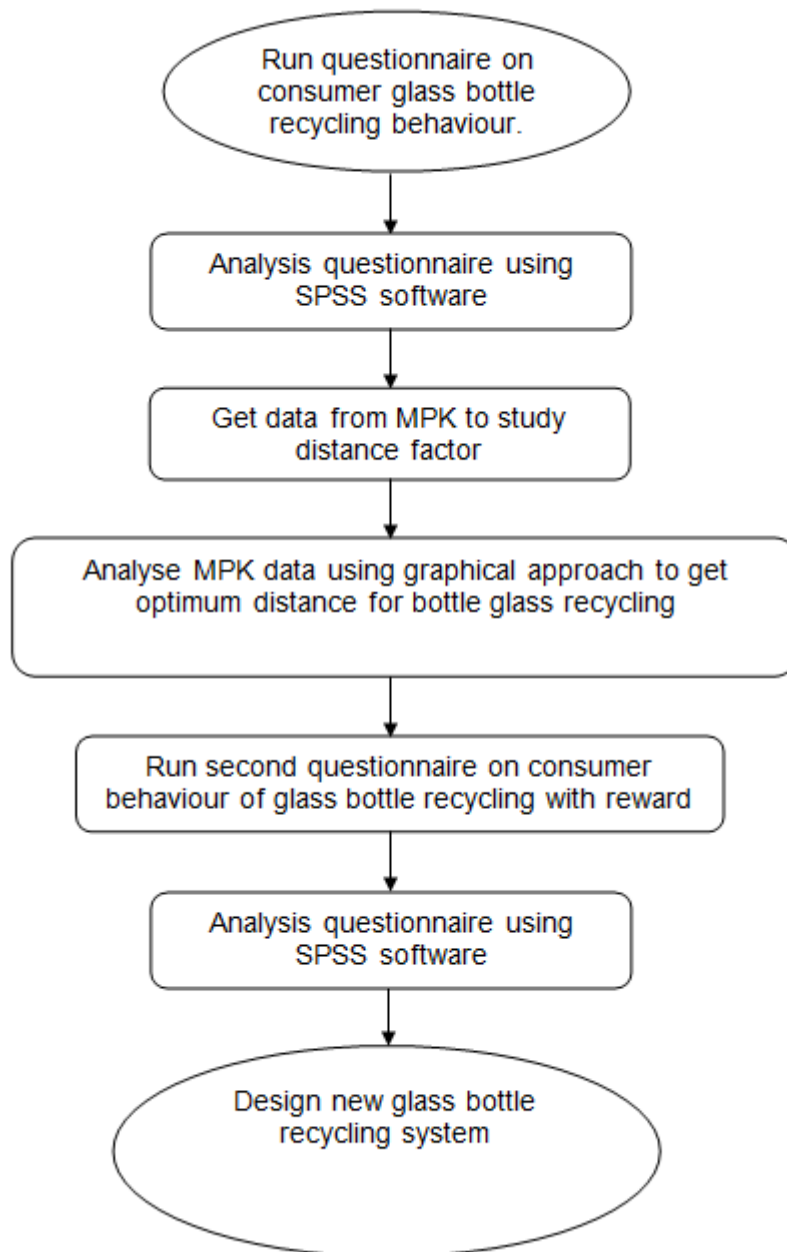 Run questionnaire on
consumer glass bottle
recycling behaviour.
Analysis questionnaire using
SPSS software
Get data from MPK to study
distance factor
Analyse MPK data using graphical approach to get
optimum distance for bottle glass recycling
Run second questionnaire on consumer
behaviour of glass bottle recycling with reward
Analysis questionnaire using
SPSS software
Design new glass bottle
recycling system